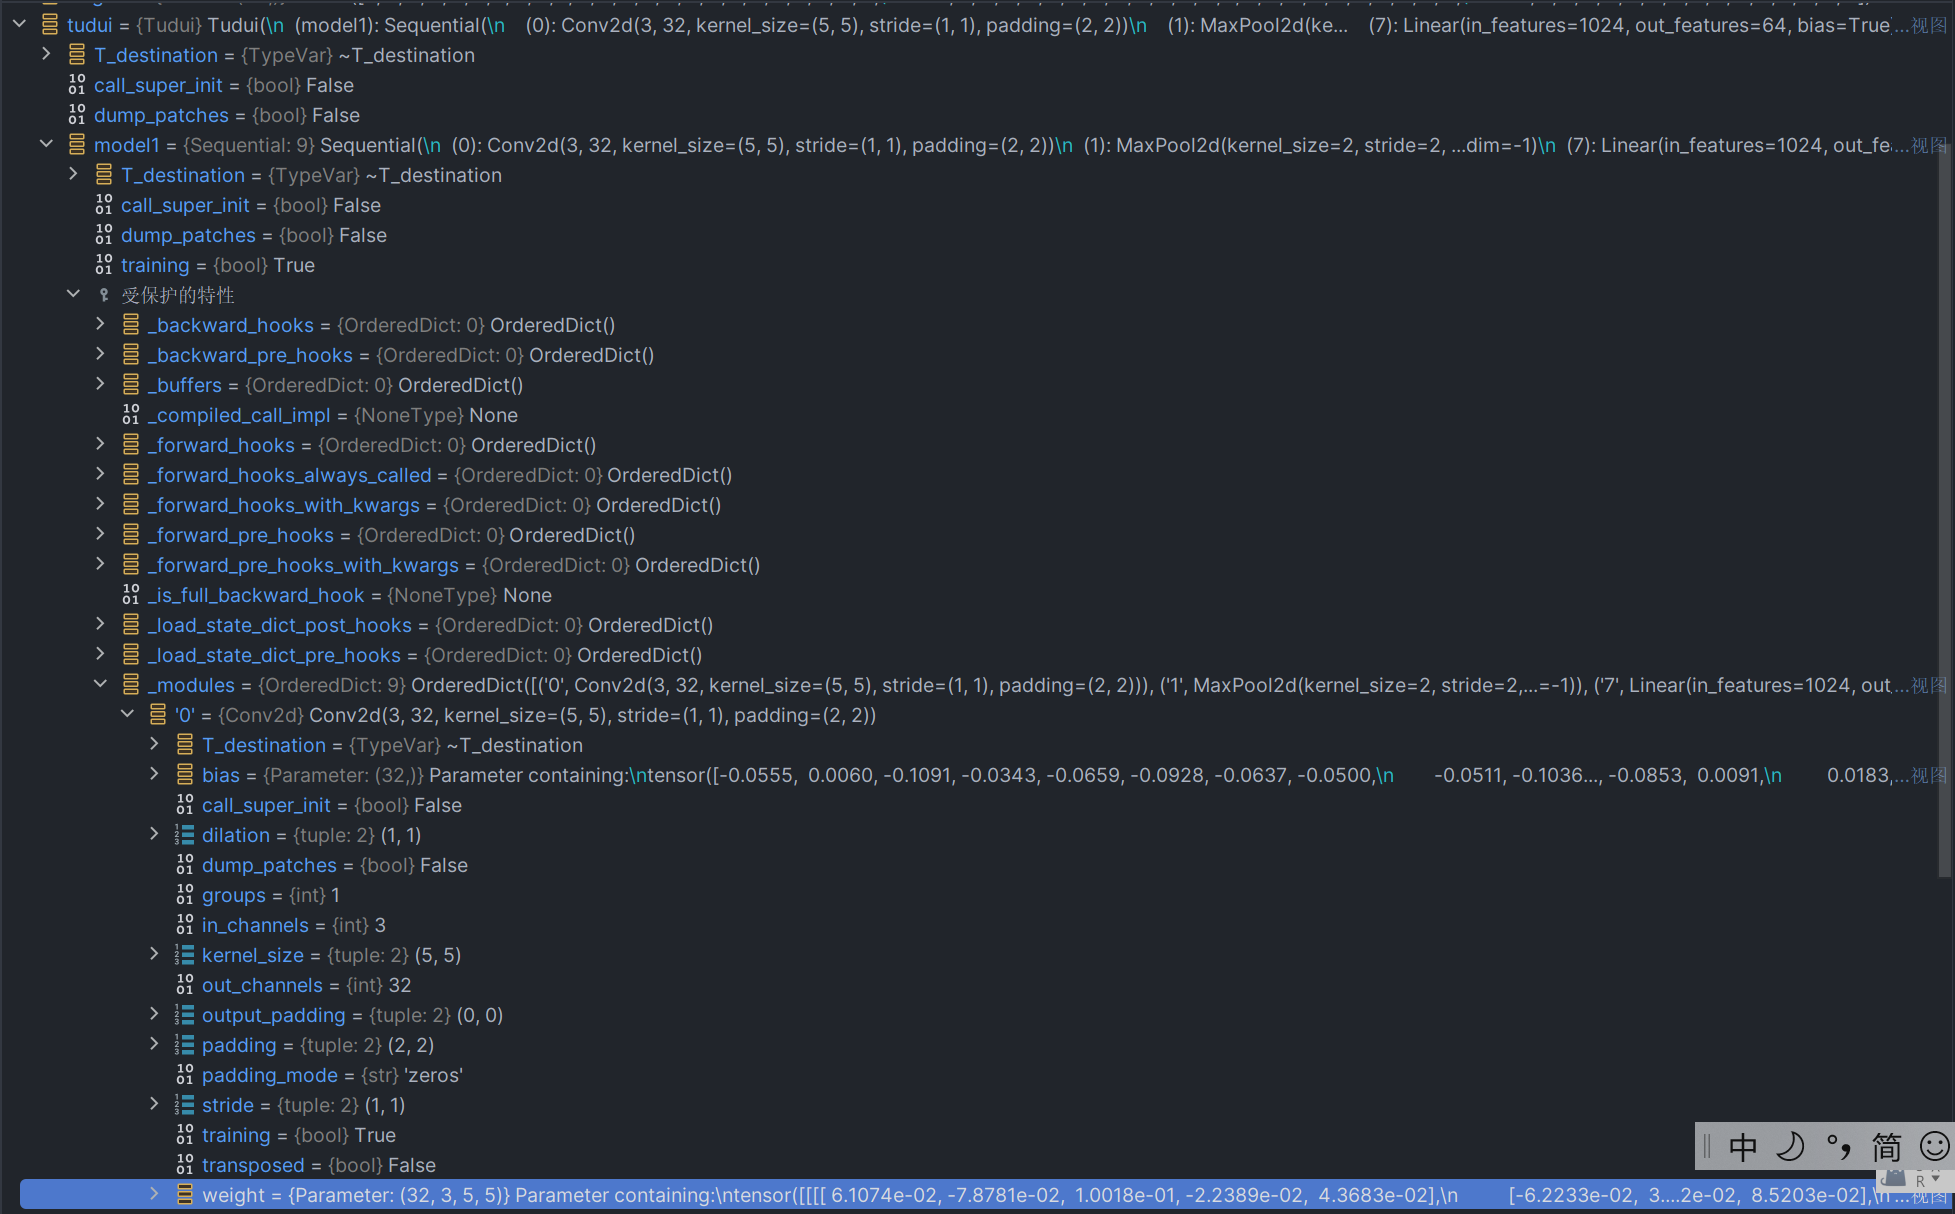 tudui = {Tudui} Tudui(\n  (model1): Sequential(\n    (0): Conv2d(3, 32, kernel_size=(5, 5), stride=(1, 1), padding=(2, 2))\n    (1): MaxPool2d(ke...    (7): Linear(in_features=1024, out_features=64, bias=True)...视图
T_destination = {TypeVar} ~T_destination
call_super_init = {bool} False
dump_patches = {bool} False
model1 = {Sequential: 9} Sequential(\n  (0): Conv2d(3, 32, kernel_size=(5, 5), stride=(1, 1), padding=(2, 2))\n  (1): MaxPool2d(kernel_size=2, stride=2, ...dim=-1)\n  (7): Linear(in_features=1024, out_fe...视图
T_destination = {TypeVar} ~T_destination
call_super_init = {bool} False
dump_patches = {bool} False
training = {bool} True
受保护的特性
_backward_hooks = {OrderedDict: 0} OrderedDict()
_backward_pre_hooks = {OrderedDict: 0} OrderedDict()
_buffers = {OrderedDict: 0} OrderedDict()
_compiled_call_impl = {NoneType} None
_forward_hooks = {OrderedDict: 0} OrderedDict()
_forward_hooks_always_called = {OrderedDict: 0} OrderedDict()
_forward_hooks_with_kwargs = {OrderedDict: 0} OrderedDict()
_forward_pre_hooks = {OrderedDict: 0} OrderedDict()
_forward_pre_hooks_with_kwargs = {OrderedDict: 0} OrderedDict()
_is_full_backward_hook = {NoneType} None
_load_state_dict_post_hooks = {OrderedDict: 0} OrderedDict()
_load_state_dict_pre_hooks = {OrderedDict: 0} OrderedDict()
_modules = {OrderedDict: 9} OrderedDict([('0', Conv2d(3, 32, kernel_size=(5, 5), stride=(1, 1), padding=(2, 2))), ('1', MaxPool2d(kernel_size=2, stride=2,...=-1)), ('7', Linear(in_features=1024, out_...视图
'0' = {Conv2d} Conv2d(3, 32, kernel_size=(5, 5), stride=(1, 1), padding=(2, 2))
T_destination = {TypeVar} ~T_destination
bias = {Parameter: (32,)} Parameter containing:\ntensor([-0.0555,  0.0060, -0.1091, -0.0343, -0.0659, -0.0928, -0.0637, -0.0500,\n        -0.0511, -0.1036..., -0.0853,  0.0091,\n         0.0183,...视图
call_super_init = {bool} False
dilation = {tuple: 2} (1, 1)
dump_patches = {bool} False
groups = {int} 1
in_channels = {int} 3
kernel_size = {tuple: 2} (5, 5)
out_channels = {int} 32
output_padding = {tuple: 2} (0, 0)
padding = {tuple: 2} (2, 2)
padding_mode = {str} 'zeros'
stride = {tuple: 2} (1, 1)
training = {bool} True
transposed = {bool} False
weight = {Parameter: (32, 3, 5, 5)} Parameter containing:\ntensor([[[[ 6.1074e-02, -7.8781e-02,  1.0018e-01, -2.2389e-02,  4.3683e-02],\n          [-6.2233e-02,  3....2e-02,  8.5203e-02],\n...视图
中 简
R